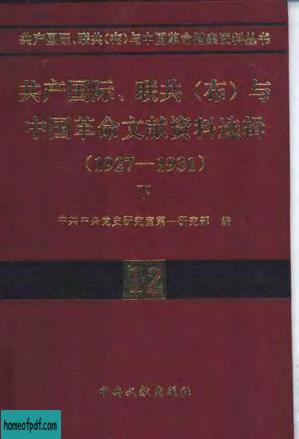 共产国际、联共(布)与中国革命档案资料丛书
共产国际、联共(布)与
中国革命文献资料选辑
(1927—1931)
下
中共中央党史研究室第一研究部 编
12
中央文献出版社
homeofpdf.com